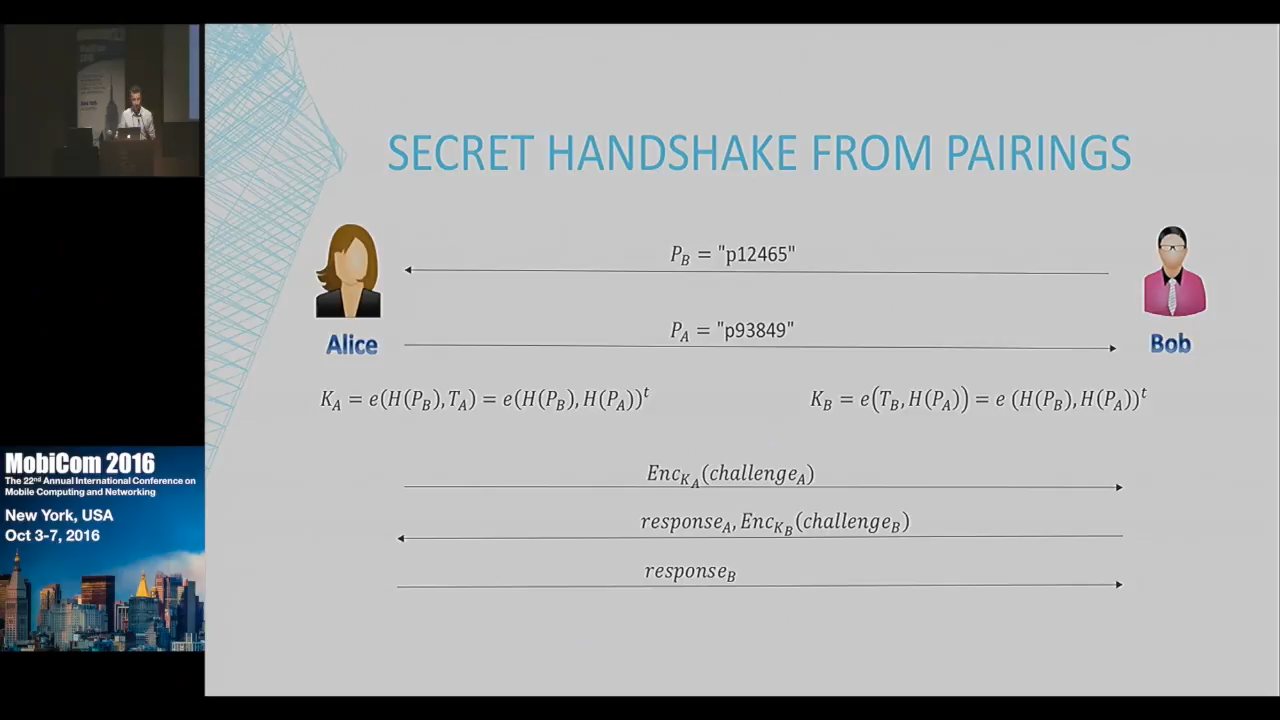 SECRET HANDSHAKE FROM PAIRINGS
P_B = "p12465"
P_A = "p93849"
Alice
Bob
K_A = e(H(P_B), T_A) = e(H(P_B), H(P_A))^t
K_B = e(T_B, H(P_A)) = e (H(P_B), H(P_A))^t
Enc_{K_A}(challenge_A)
response_A, Enc_{K_B}(challenge_B)
response_B
MobiCom 2016
The 22nd Annual International Conference on
Mobile Computing and Networking
New York, USA
Oct 3-7, 2016